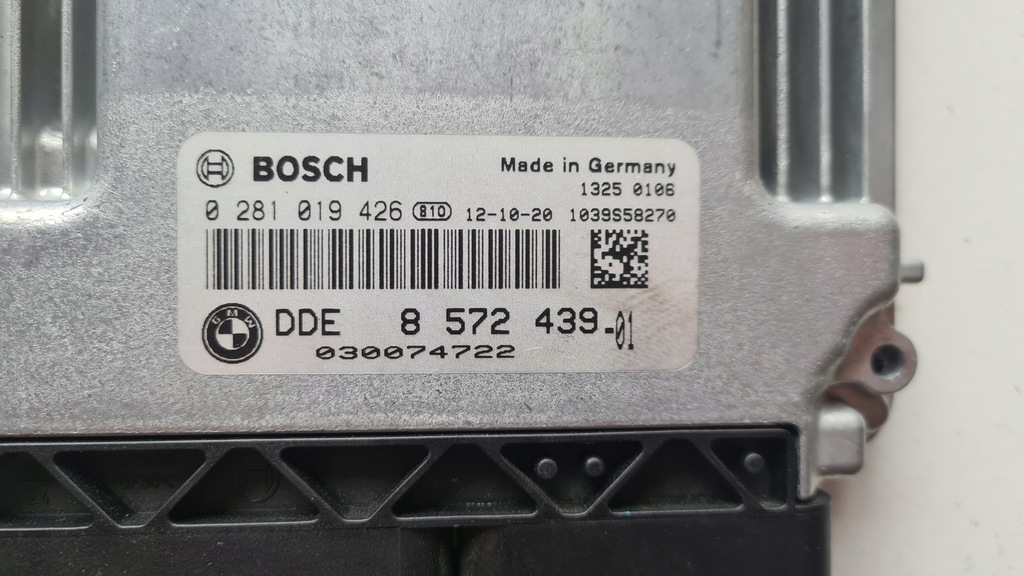 BOSCH
Made in Germany
1325 0106
0 281 019 426 810 12-10-20 1039S58270
BMW
DDE 8 572 439-01
030074722